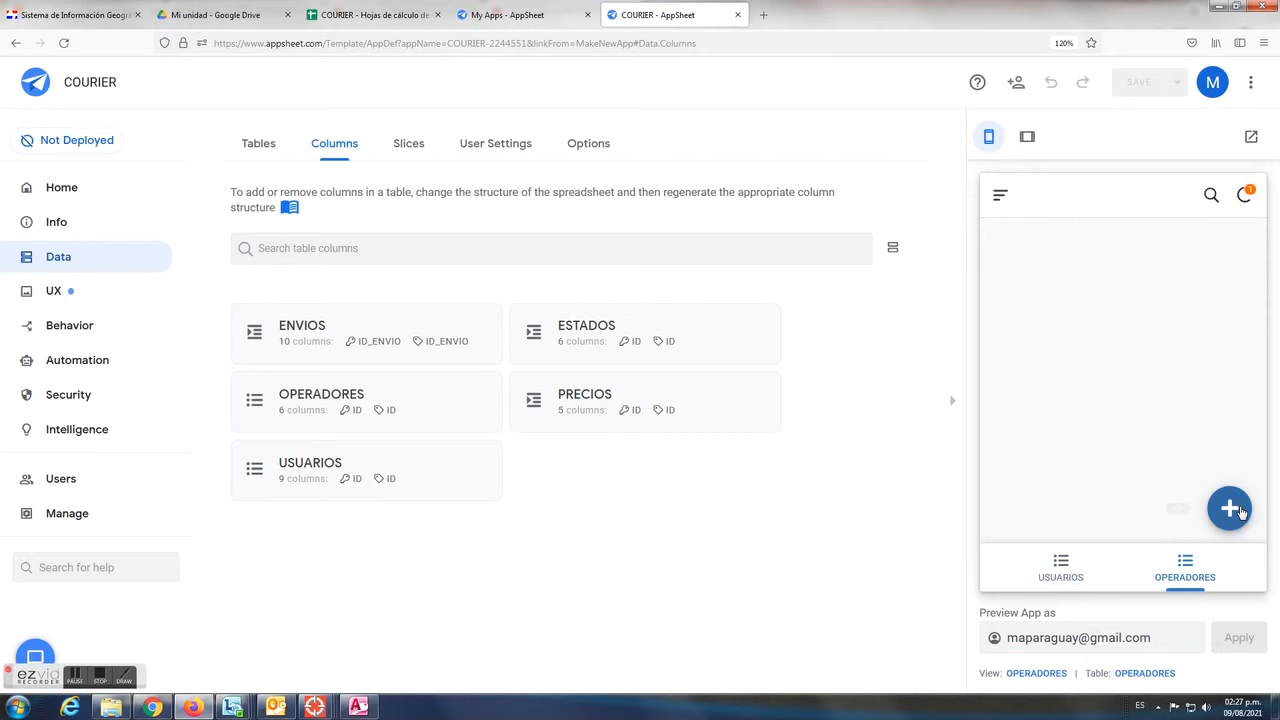 Sistema de Información Geogra
Mi unidad - Google Drive
COURIER - Hojas de cálculo de
My Apps - AppSheet
COURIER - AppSheet
https://www.appsheet.com/Template/AppDef?appName=COURIER-2244551&linkFrom=MakeNewApp#Data.Columns
120%
COURIER
SAVE
M
Not Deployed
Tables
Columns
Slices
User Settings
Options
Home
Info
Data
UX
Behavior
Automation
Security
Intelligence
Users
Manage
Search for help
To add or remove columns in a table, change the structure of the spreadsheet and then regenerate the appropriate column
structure
Search table columns
ENVIOS
10 columns: ID_ENVIO ID_ENVIO
ESTADOS
6 columns: ID ID
OPERADORES
6 columns: ID ID
PRECIOS
5 columns: ID ID
USUARIOS
9 columns: ID ID
1
USUARIOS
OPERADORES
Preview App as
maparaguay@gmail.com
Apply
View: OPERADORES | Table: OPERADORES
ezvid
RECORDER
PAUSE
STOP
DRAW
ES
02:27 p.m.
09/08/2021